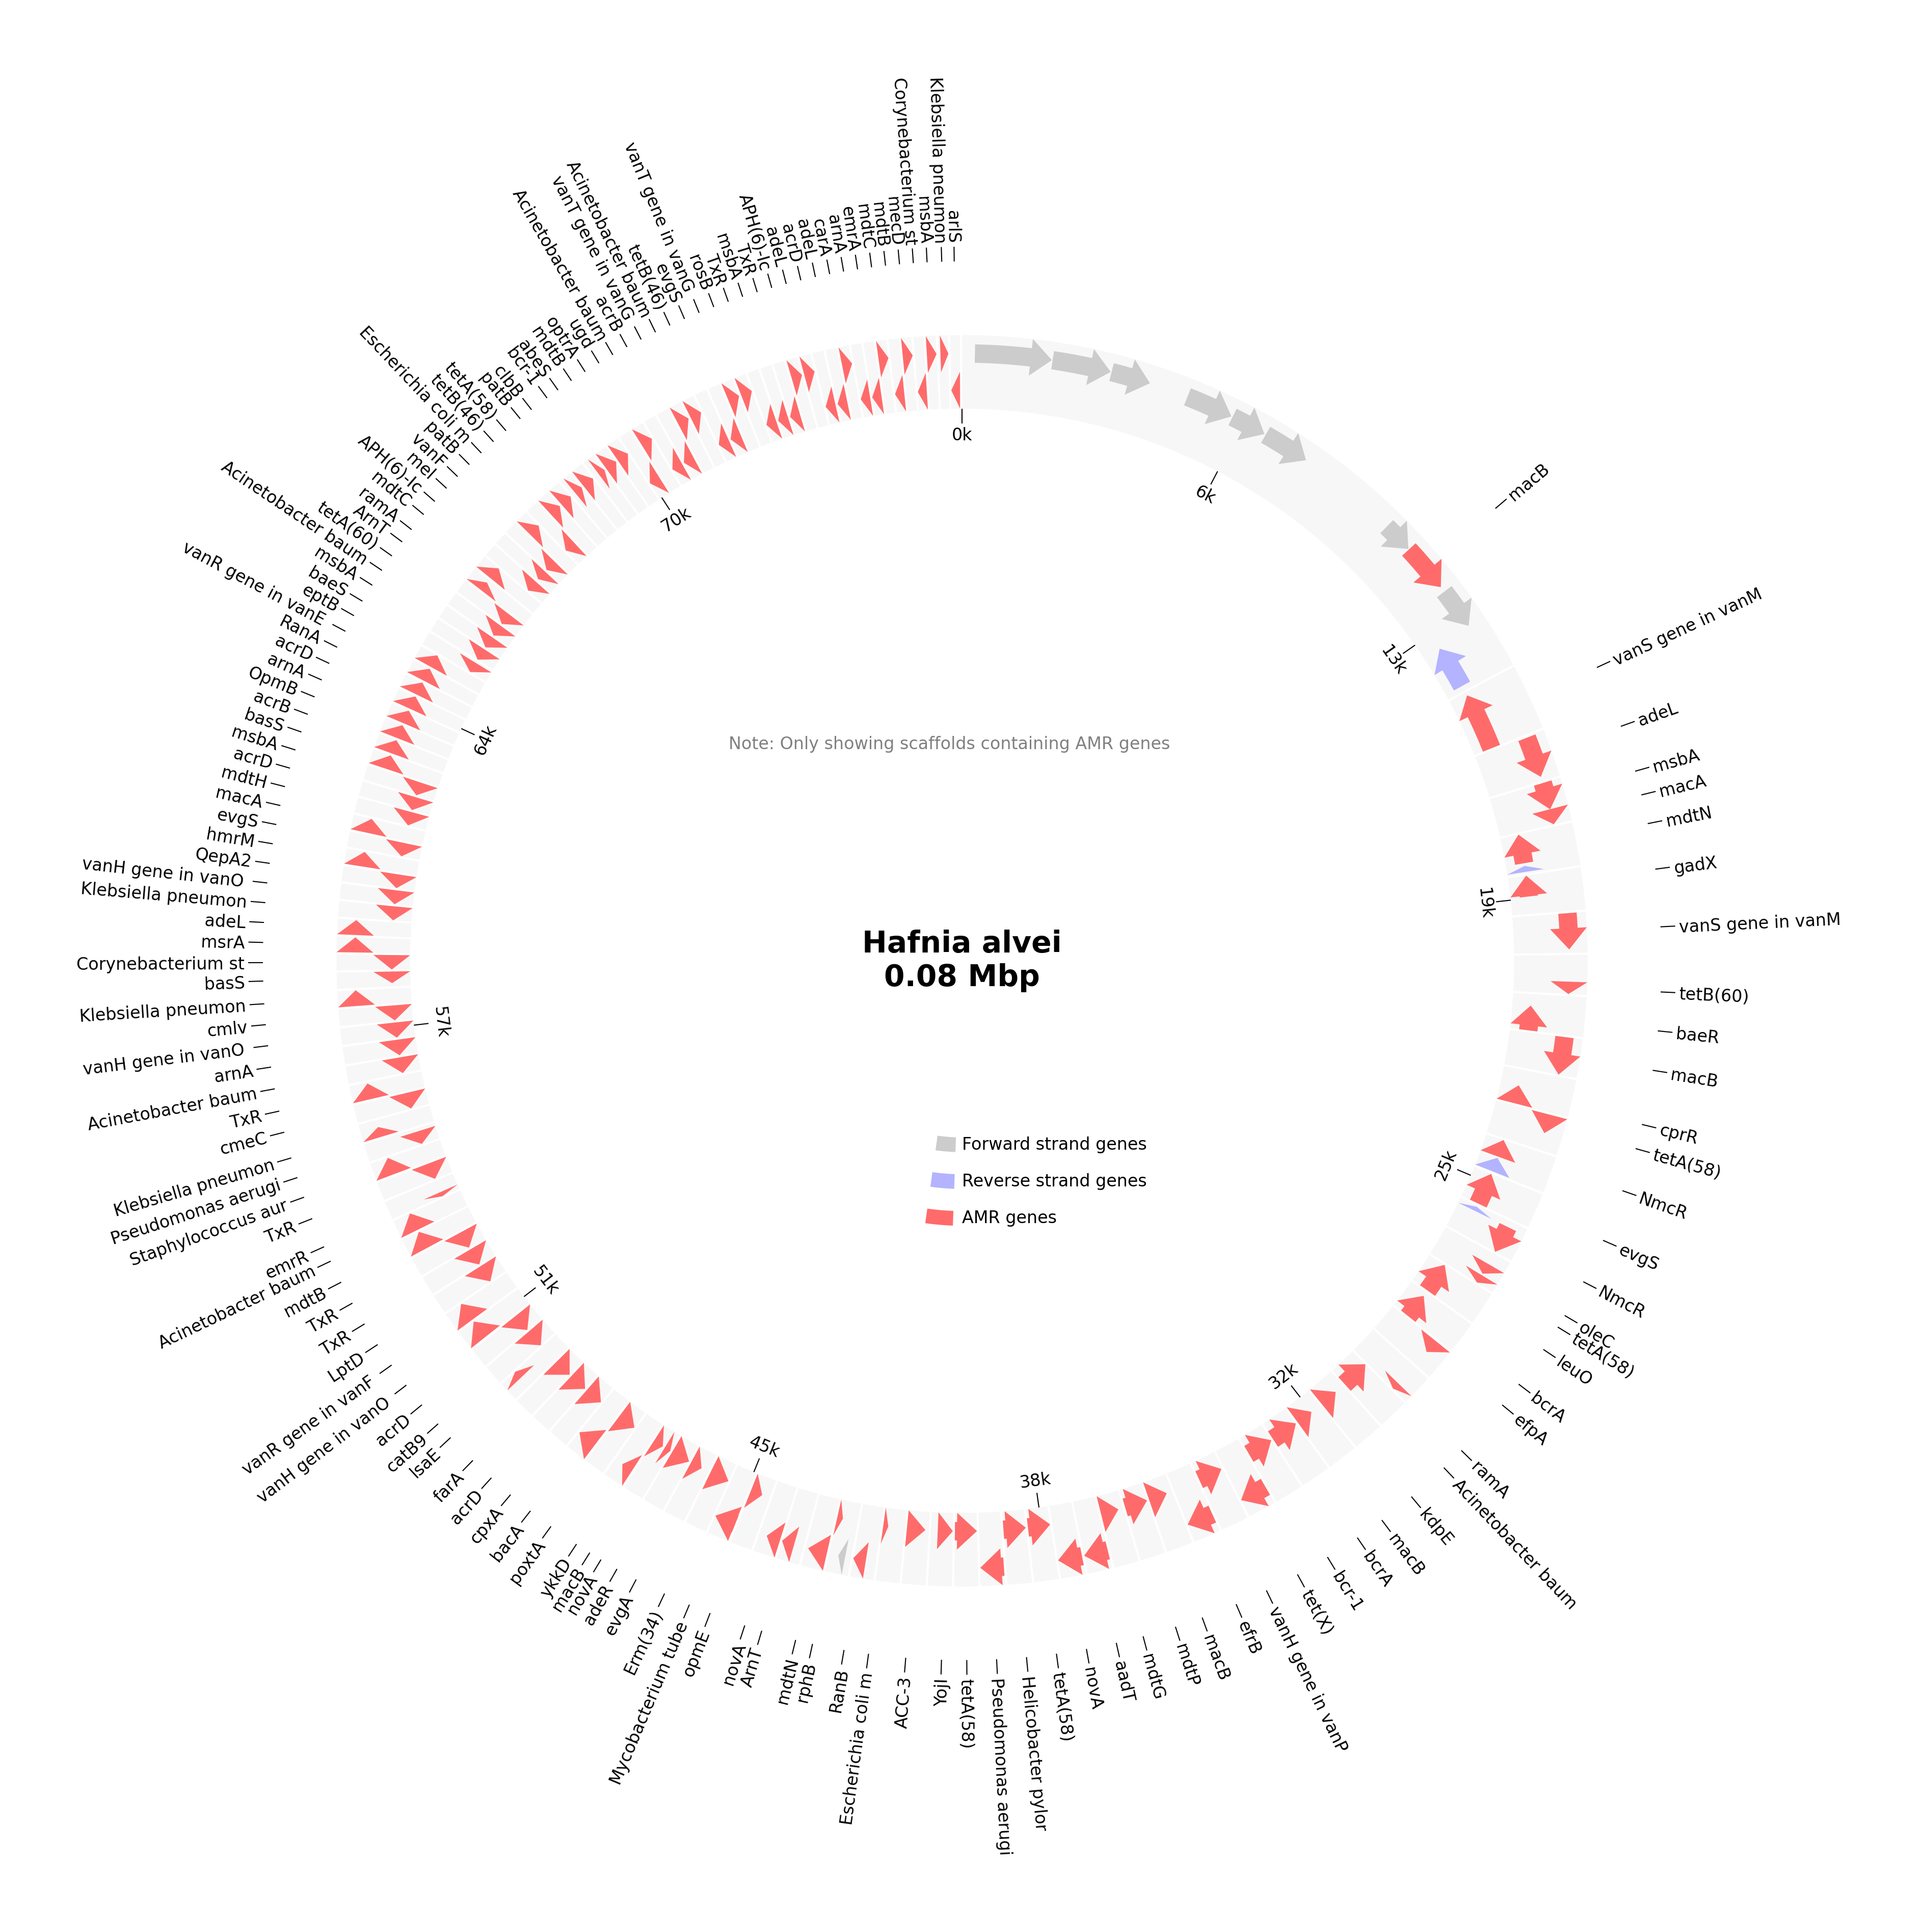 Hafnia alvei
0.08 Mbp
Note: Only showing scaffolds containing AMR genes
Forward strand genes
Reverse strand genes
AMR genes
0k
6k
13k
19k
25k
32k
38k
45k
51k
57k
64k
70k
macB
vanS gene in vanM
adeL
msbA
macA
mdtN
gadX
vanS gene in vanM
tetB(60)
baeR
macB
cprR
tetA(58)
NmcR
evgS
NmcR
oleC
tetA(58)
leuO
bcrA
efpA
ramA
Acinetobacter baum
kdpE
macB
bcrA
bcr-1
tet(X)
vanH gene in vanP
efrB
macB
mdtP
mdtG
aadT
novA
tetA(58)
Helicobacter pylor
Pseudomonas aerugi
tetA(58)
YojI
ACC-3
Escherichia coli m
RanB
rphB
mdtN
ArnT
novA
opmE
Mycobacterium tube
Erm(34)
evgA
adeR
novA
macB
ykkD
poxtA
bacA
cpxA
acrD
farA
lsaE
catB9
acrD
vanH gene in vanO
vanR gene in vanF
LptD
TxR
TxR
mdtB
Acinetobacter baum
emrR
TxR
Staphylococcus aur
Pseudomonas aerugi
Klebsiella pneumon
cmeC
TxR
Acinetobacter baum
arnA
vanH gene in vanO
cmlv
Klebsiella pneumon
basS
Corynebacterium st
msrA
adeL
Klebsiella pneumon
vanH gene in vanO
QepA2
hmrM
evgS
macA
mdtH
acrD
msbA
basS
acrB
OpmB
arnA
acrD
RanA
vanR gene in vanE
eptB
baeS
msbA
Acinetobacter baum
tetA(60)
ArnT
ramA
mdtC
APH(6)-Ic
mel
vanF
patB
Escherichia coli m
tetB(46)
tetA(58)
patB
clbB
bcr-1
abeS
mdtB
optrA
ugd
Acinetobacter baum
acrB
vanT gene in vanG
Acinetobacter baum
tetB(46)
evgS
vanT gene in vanG
rosB
TxR
msbA
TxR
APH(6)-Ic
adeL
acrD
adeL
carA
arnA
emrA
mdtC
mdtB
mecD
Corynebacterium st
msbA
Klebsiella pneumon
arlS